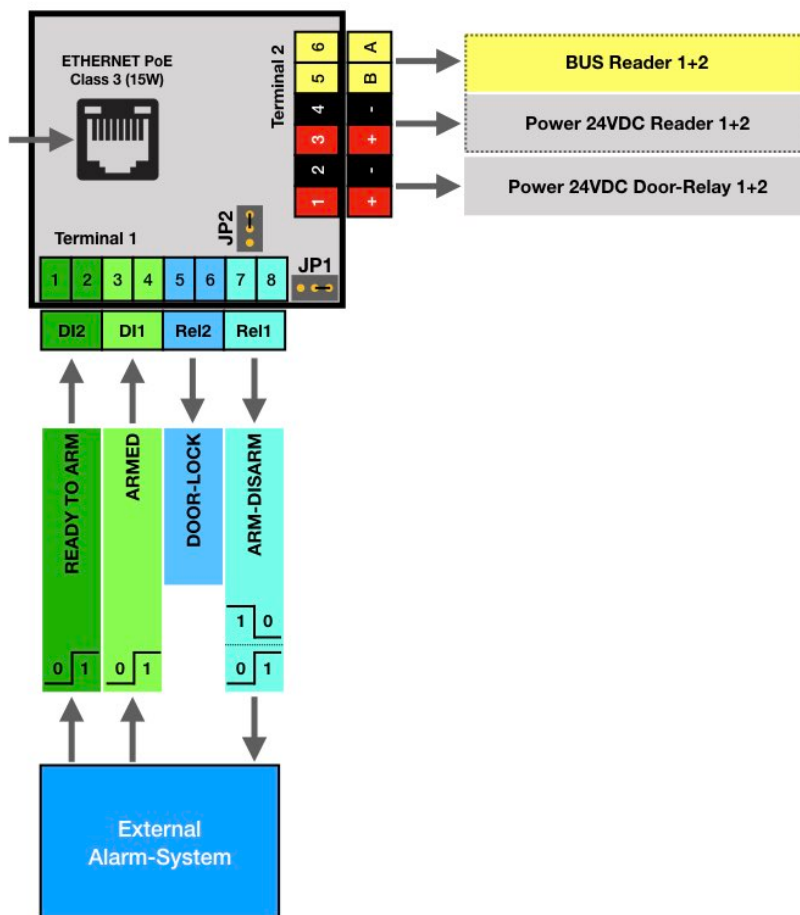 ETHERNET PoE
Class 3 (15W)
Terminal 2
6 A
5 B
4 -
3 +
2 -
1 +
BUS Reader 1+2
Power 24VDC Reader 1+2
Power 24VDC Door-Relay 1+2
JP2
Terminal 1
JP1
1 2 3 4 5 6 7 8
DI2 DI1 Rel2 Rel1
READY TO ARM
ARMED
DOOR-LOCK
ARM-DISARM
1 0
0 1 0 1 0 1
External
Alarm-System